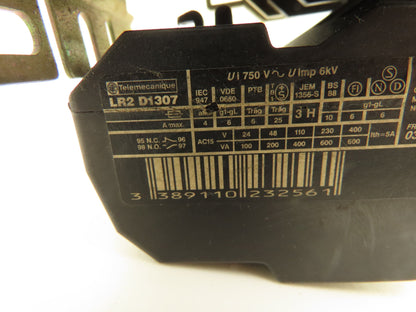 Telemecanique
Ui 750 V Uimp 6kV
LR2 D1307
IEC 947 VDE 0660 PTB T B S JEM 1356-S BS 88 FI N D
aM gI-gL Träg Träg 3 H gI-gL
A max. 4 6 25 10 6 6
95 N.C. 96
98 N.O. 97
AC15 V 24 48 110 230 400 Ith=5A
VA 100 200 400 600 600
3 389110 232561